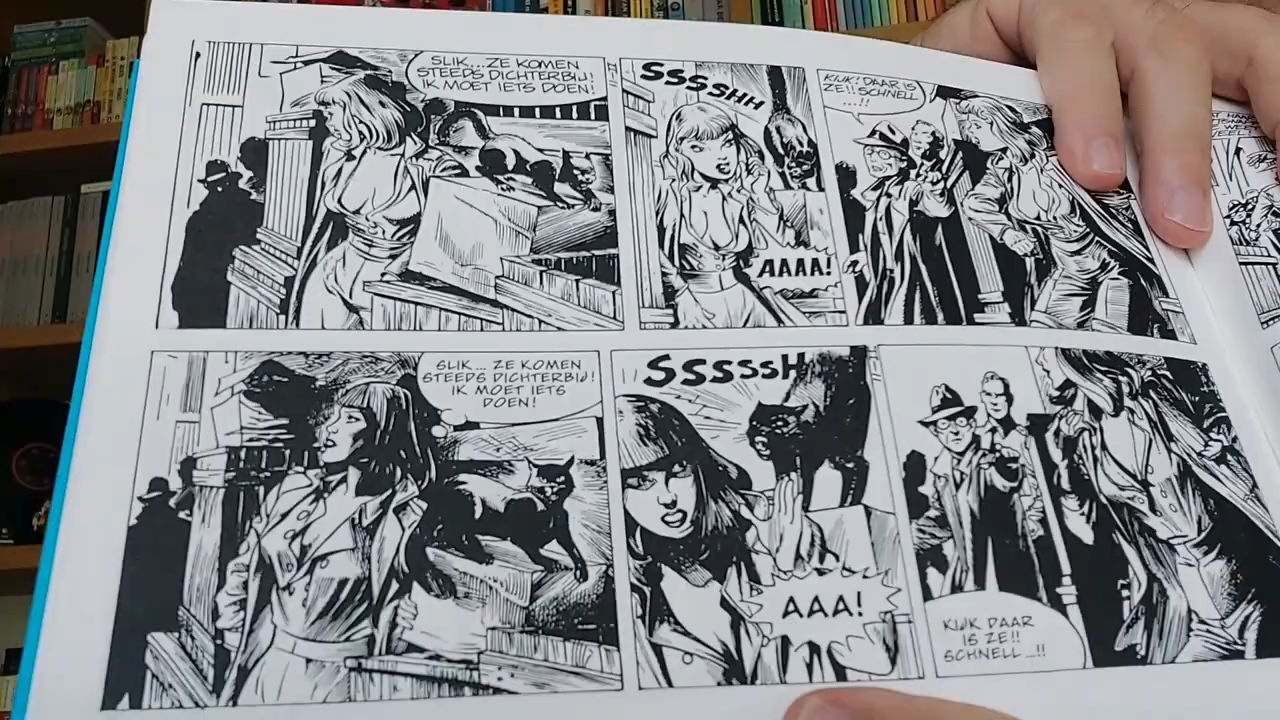 SLIK...ZE KOMEN
STEEDS DICHTERBIJ!
IK MOET IETS DOEN!
SSSSHH
AAAA!
KIJK! DAAR IS
ZE!! SCHNELL
...!!
SLIK... ZE KOMEN
STEEDS DICHTERBIJ!
IK MOET IETS
DOEN!
SSSSSH
AAA!
KIJK DAAR
IS ZE!!
SCHNELL...!!